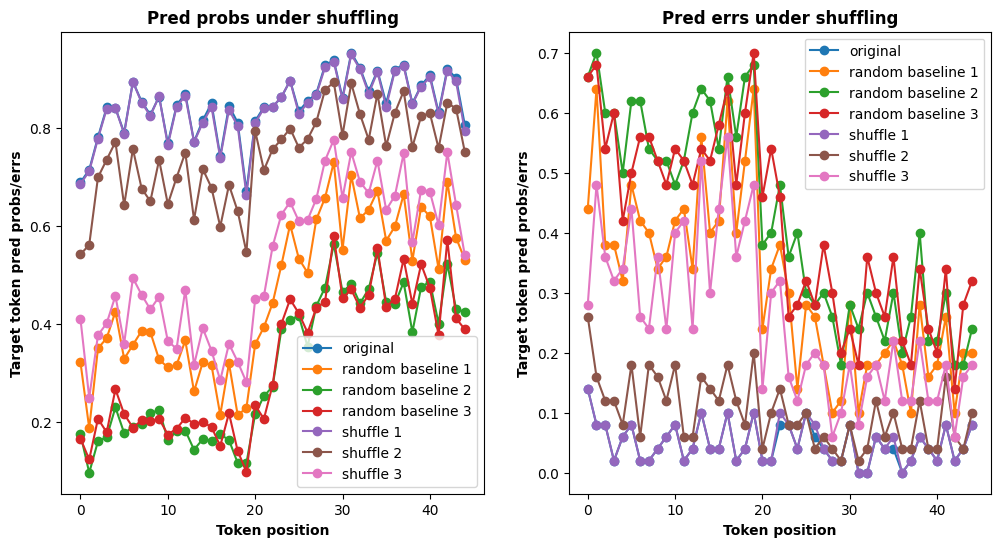 Pred probs under shuffling
Target token pred probs/errs
0.8
0.6
0.4
0.2
original
random baseline 1
random baseline 2
random baseline 3
shuffle 1
shuffle 2
shuffle 3
0 10 20 30 40
Token position
Pred errs under shuffling
Target token pred probs/errs
0.7
0.6
0.5
0.4
0.3
0.2
0.1
0.0
original
random baseline 1
random baseline 2
random baseline 3
shuffle 1
shuffle 2
shuffle 3
0 10 20 30 40
Token position